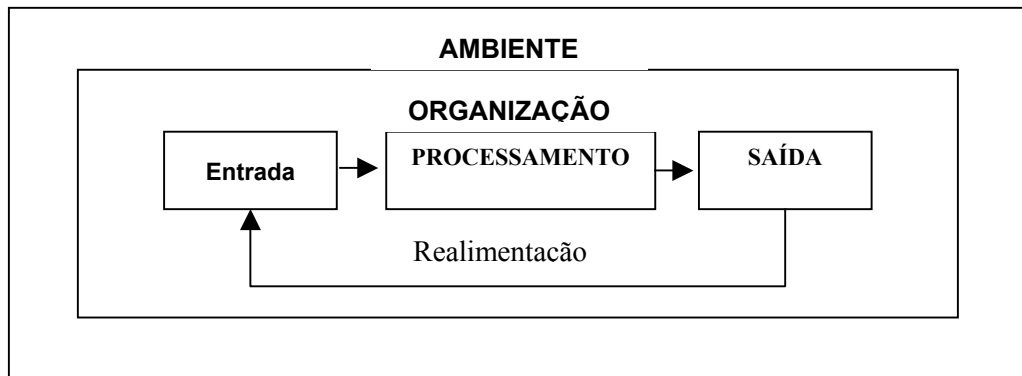 AMBIENTE
ORGANIZAÇÃO
Entrada
PROCESSAMENTO
SAÍDA
Realimentacão